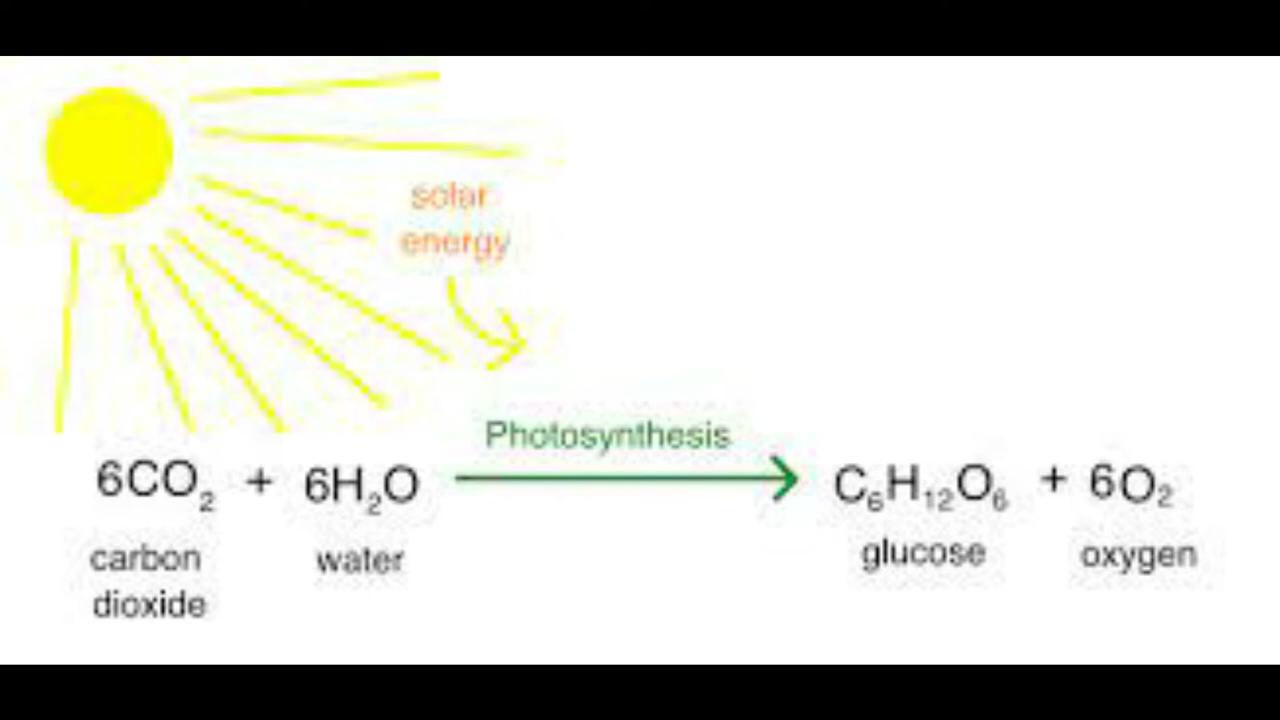 solar
energy
Photosynthesis
6CO₂ + 6H₂O → C₆H₁₂O₆ + 6O₂
carbon
dioxide
water
glucose
oxygen